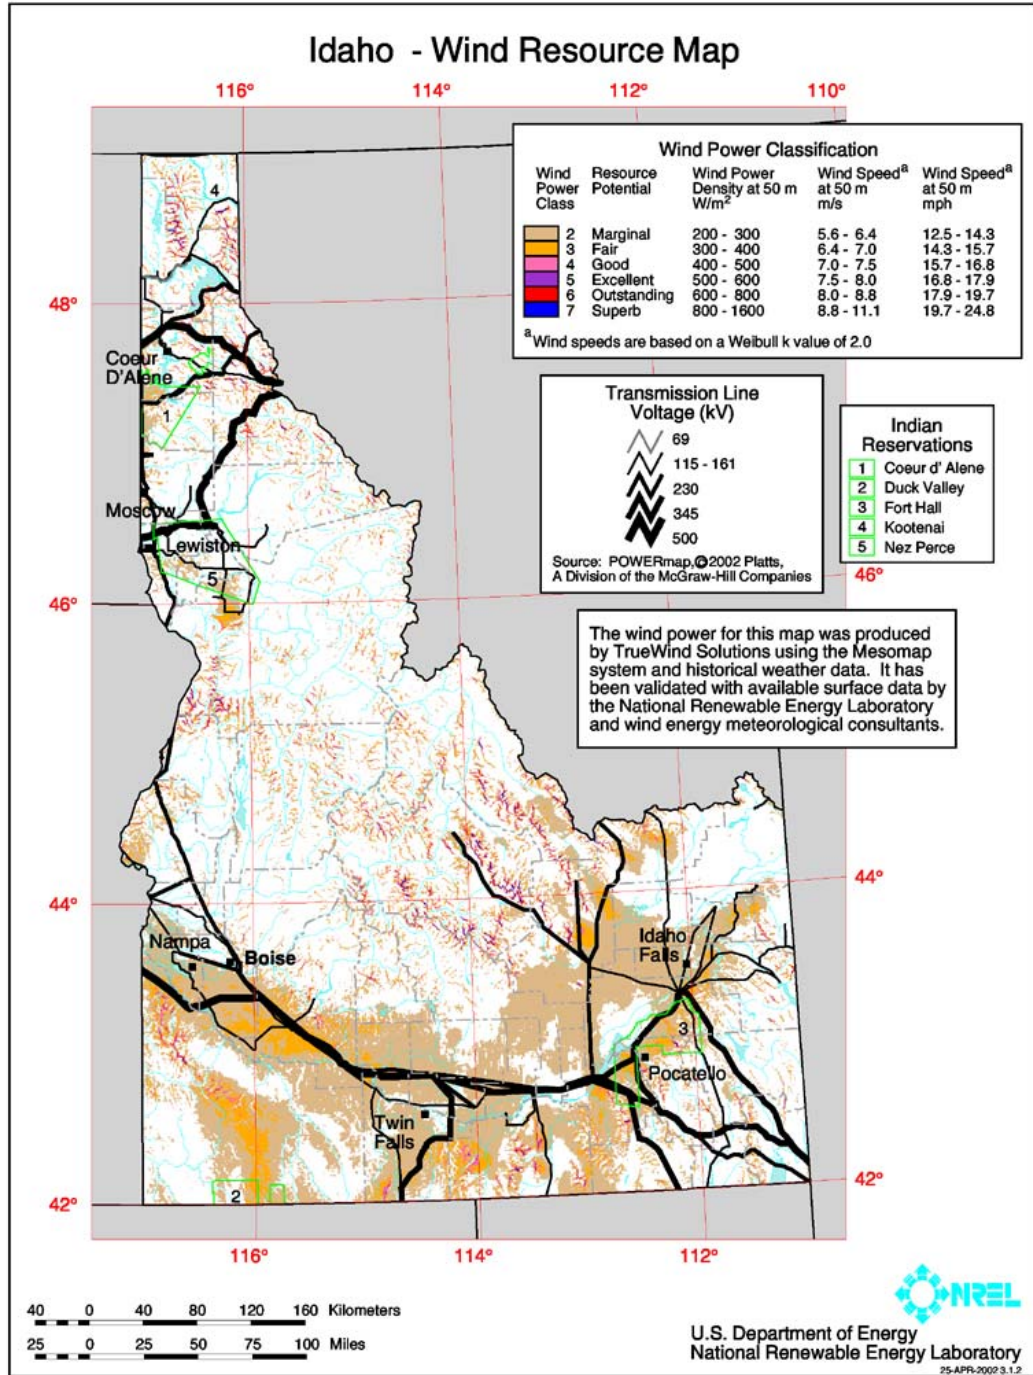 Idaho - Wind Resource Map
116° 114° 112° 110°
Wind Power Classification
Wind Power Class Resource Potential Wind Power Density at 50 m W/m² Wind Speedᵃ at 50 m m/s Wind Speedᵃ at 50 m mph
2 Marginal 200 - 300 5.6 - 6.4 12.5 - 14.3
3 Fair 300 - 400 6.4 - 7.0 14.3 - 15.7
4 Good 400 - 500 7.0 - 7.5 15.7 - 16.8
5 Excellent 500 - 600 7.5 - 8.0 16.8 - 17.9
6 Outstanding 600 - 800 8.0 - 8.8 17.9 - 19.7
7 Superb 800 - 1600 8.8 - 11.1 19.7 - 24.8
ᵃ Wind speeds are based on a Weibull k value of 2.0
Transmission Line
Voltage (kV)
69
115 - 161
230
345
500
Source: POWERmap,©2002 Platts,
A Division of the McGraw-Hill Companies
Indian
Reservations
1 Coeur d' Alene
2 Duck Valley
3 Fort Hall
4 Kootenai
5 Nez Perce
The wind power for this map was produced
by TrueWind Solutions using the Mesomap
system and historical weather data. It has
been validated with available surface data by
the National Renewable Energy Laboratory
and wind energy meteorological consultants.
4
48°
Coeur
D'Alene
1
Moscow
Lewiston
5
46° 46°
44° 44°
Nampa
Boise
Idaho
Falls
3
Pocatello
Twin
Falls
2
42° 42°
116° 114° 112°
40 0 40 80 120 160 Kilometers
25 0 25 50 75 100 Miles
NREL
U.S. Department of Energy
National Renewable Energy Laboratory
25-APR-2002 3.1.2